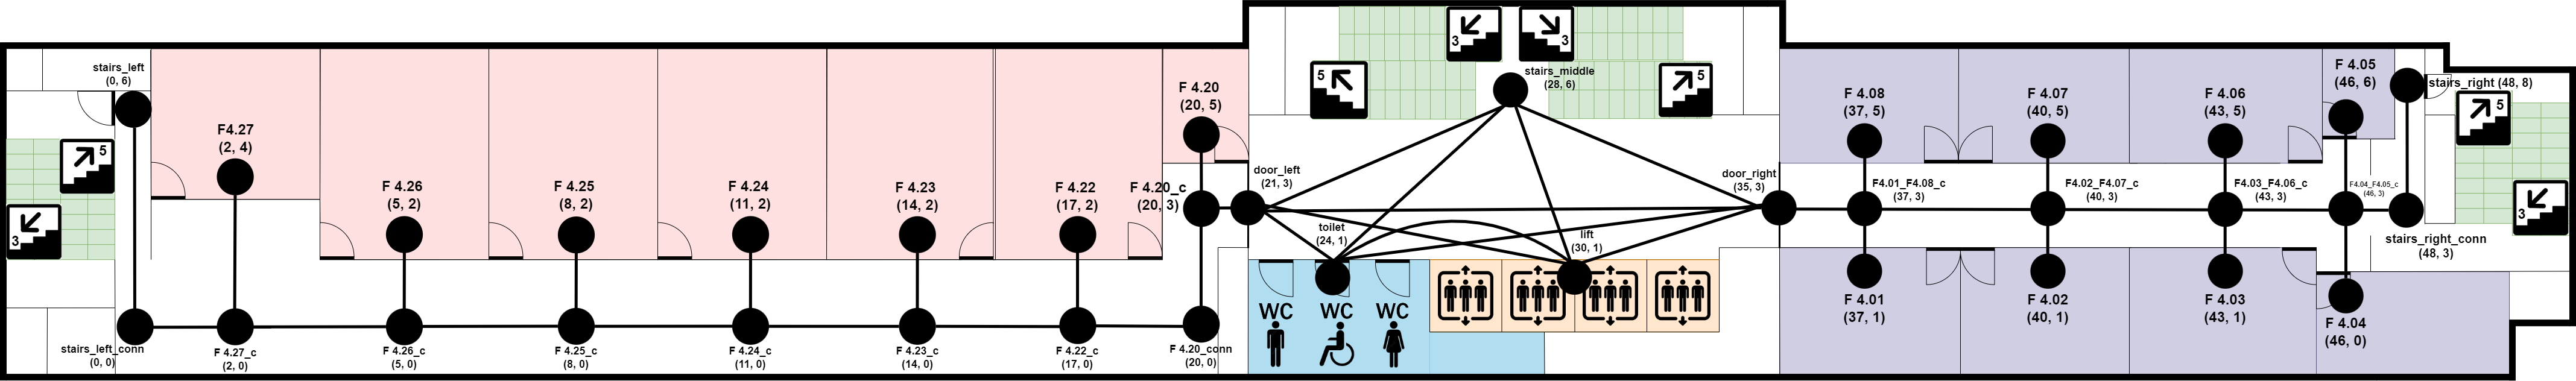 stairs_left
(0, 6)
5
3
F4.27
(2, 4)
F 4.26
(5, 2)
F 4.25
(8, 2)
F 4.24
(11, 2)
F 4.23
(14, 2)
F 4.22
(17, 2)
F 4.20
(20, 5)
F 4.20_c
(20, 3)
stairs_left_conn
(0, 0)
F 4.27_c
(2, 0)
F 4.26_c
(5, 0)
F 4.25_c
(8, 0)
F 4.24_c
(11, 0)
F 4.23_c
(14, 0)
F 4.22_c
(17, 0)
F 4.20_conn
(20, 0)
door_left
(21, 3)
3
3
5
5
stairs_middle
(28, 6)
toilet
(24, 1)
lift
(30, 1)
WC
WC
WC
door_right
(35, 3)
F 4.08
(37, 5)
F 4.07
(40, 5)
F 4.06
(43, 5)
F 4.05
(46, 6)
stairs_right (48, 8)
F4.01_F4.08_c
(37, 3)
F4.02_F4.07_c
(40, 3)
F4.03_F4.06_c
(43, 3)
F4.04_F4.05_c
(46, 3)
stairs_right_conn
(48, 3)
5
3
F 4.01
(37, 1)
F 4.02
(40, 1)
F 4.03
(43, 1)
F 4.04
(46, 0)